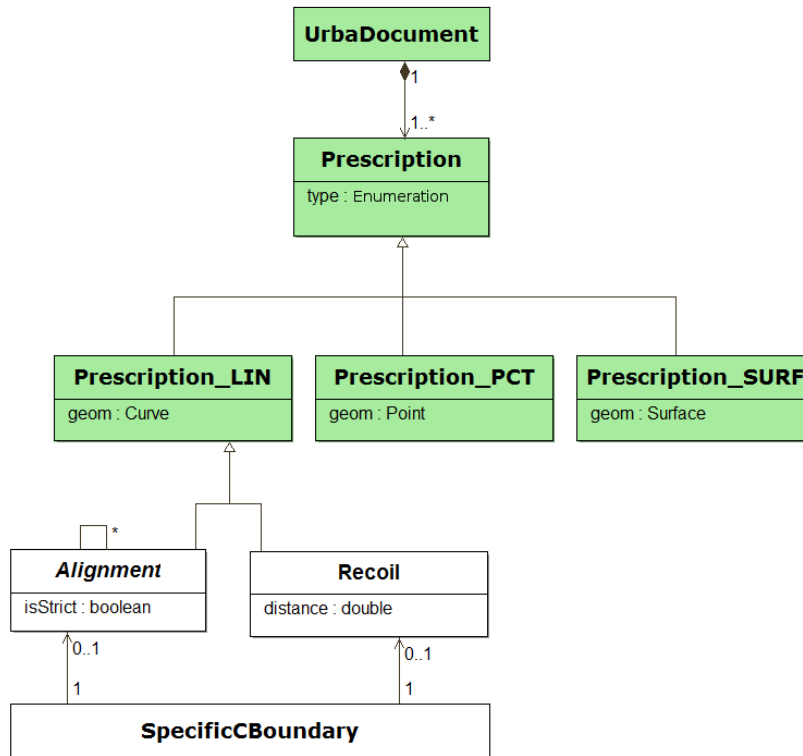 UrbaDocument
1
1..*
Prescription
type : Enumeration
Prescription_LIN
geom : Curve
Prescription_PCT
geom : Point
Prescription_SURF
geom : Surface
*
Alignment
isStrict : boolean
Recoil
distance : double
0..1
0..1
1
1
SpecificCBoundary